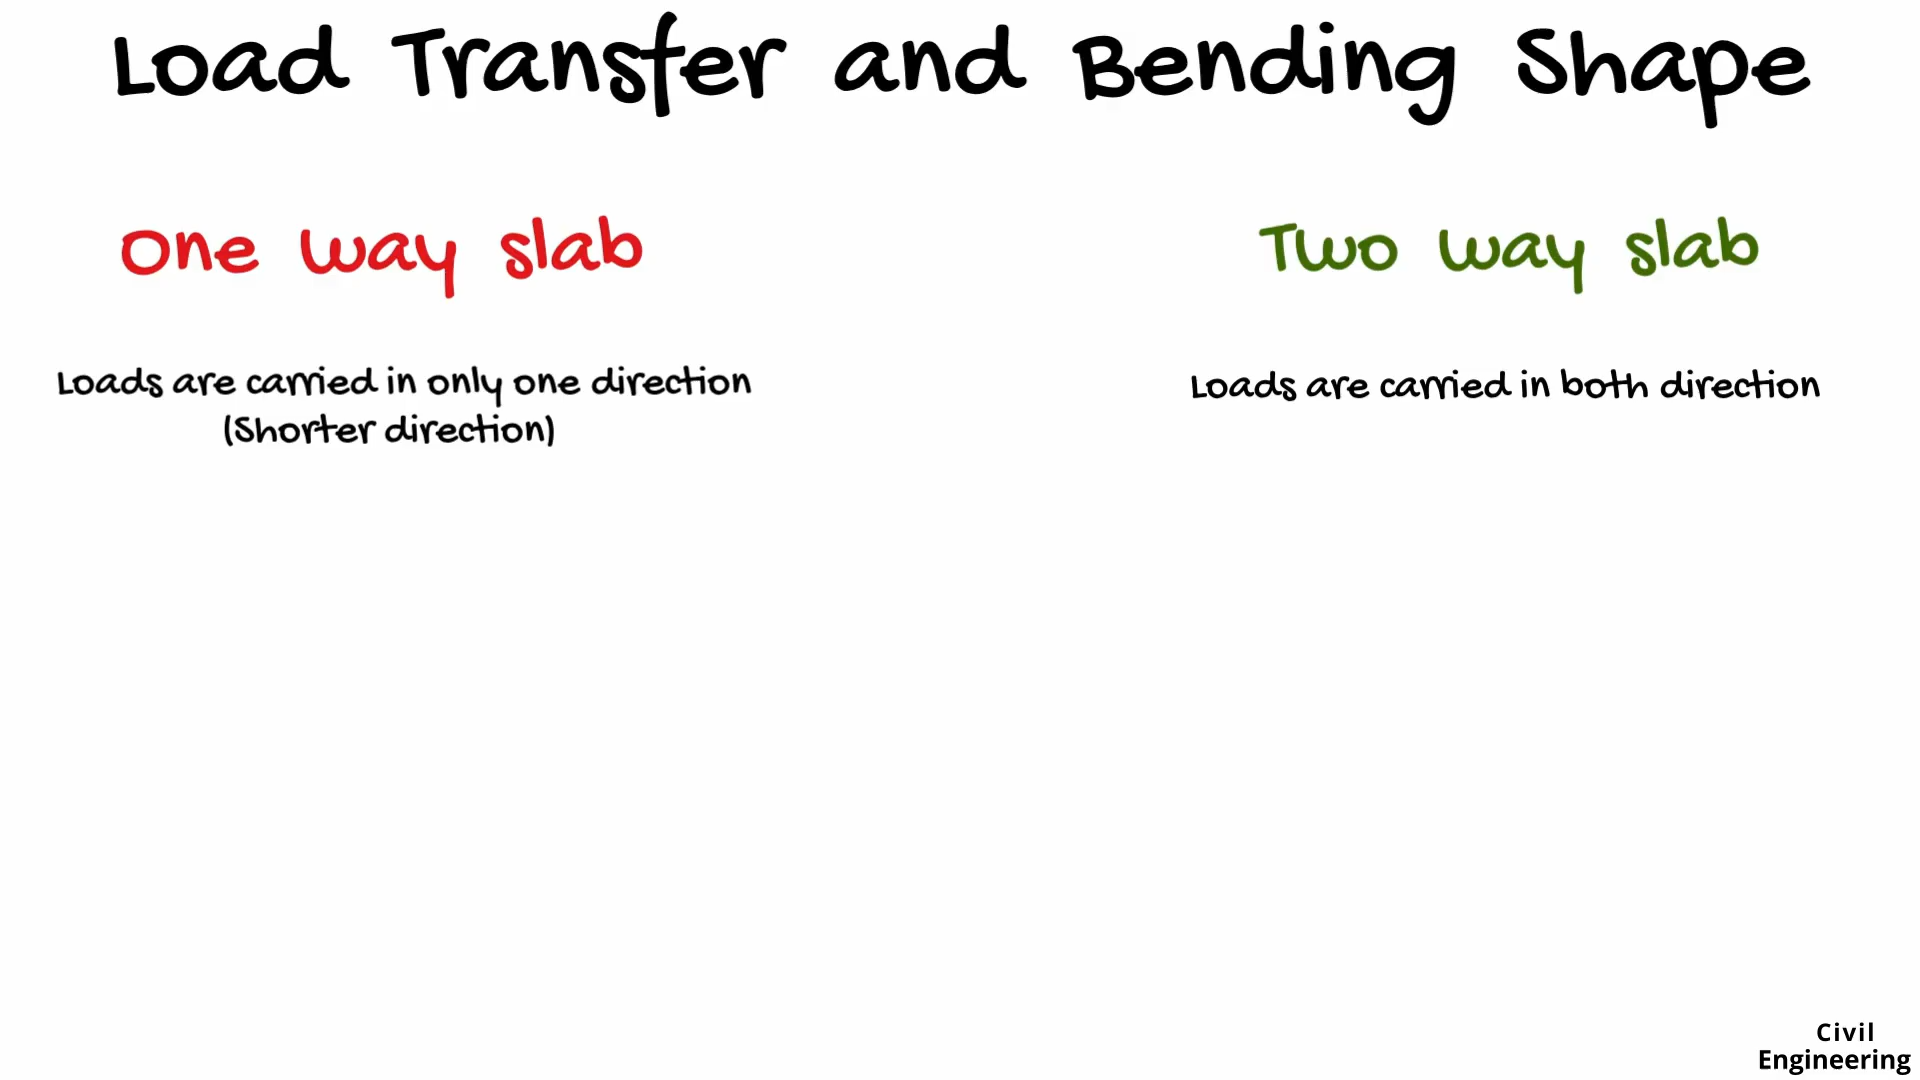 Load Transfer and Bending Shape
One way slab
Two way slab
Loads are carried in only one direction
(Shorter direction)
Loads are carried in both direction
Civil
Engineering